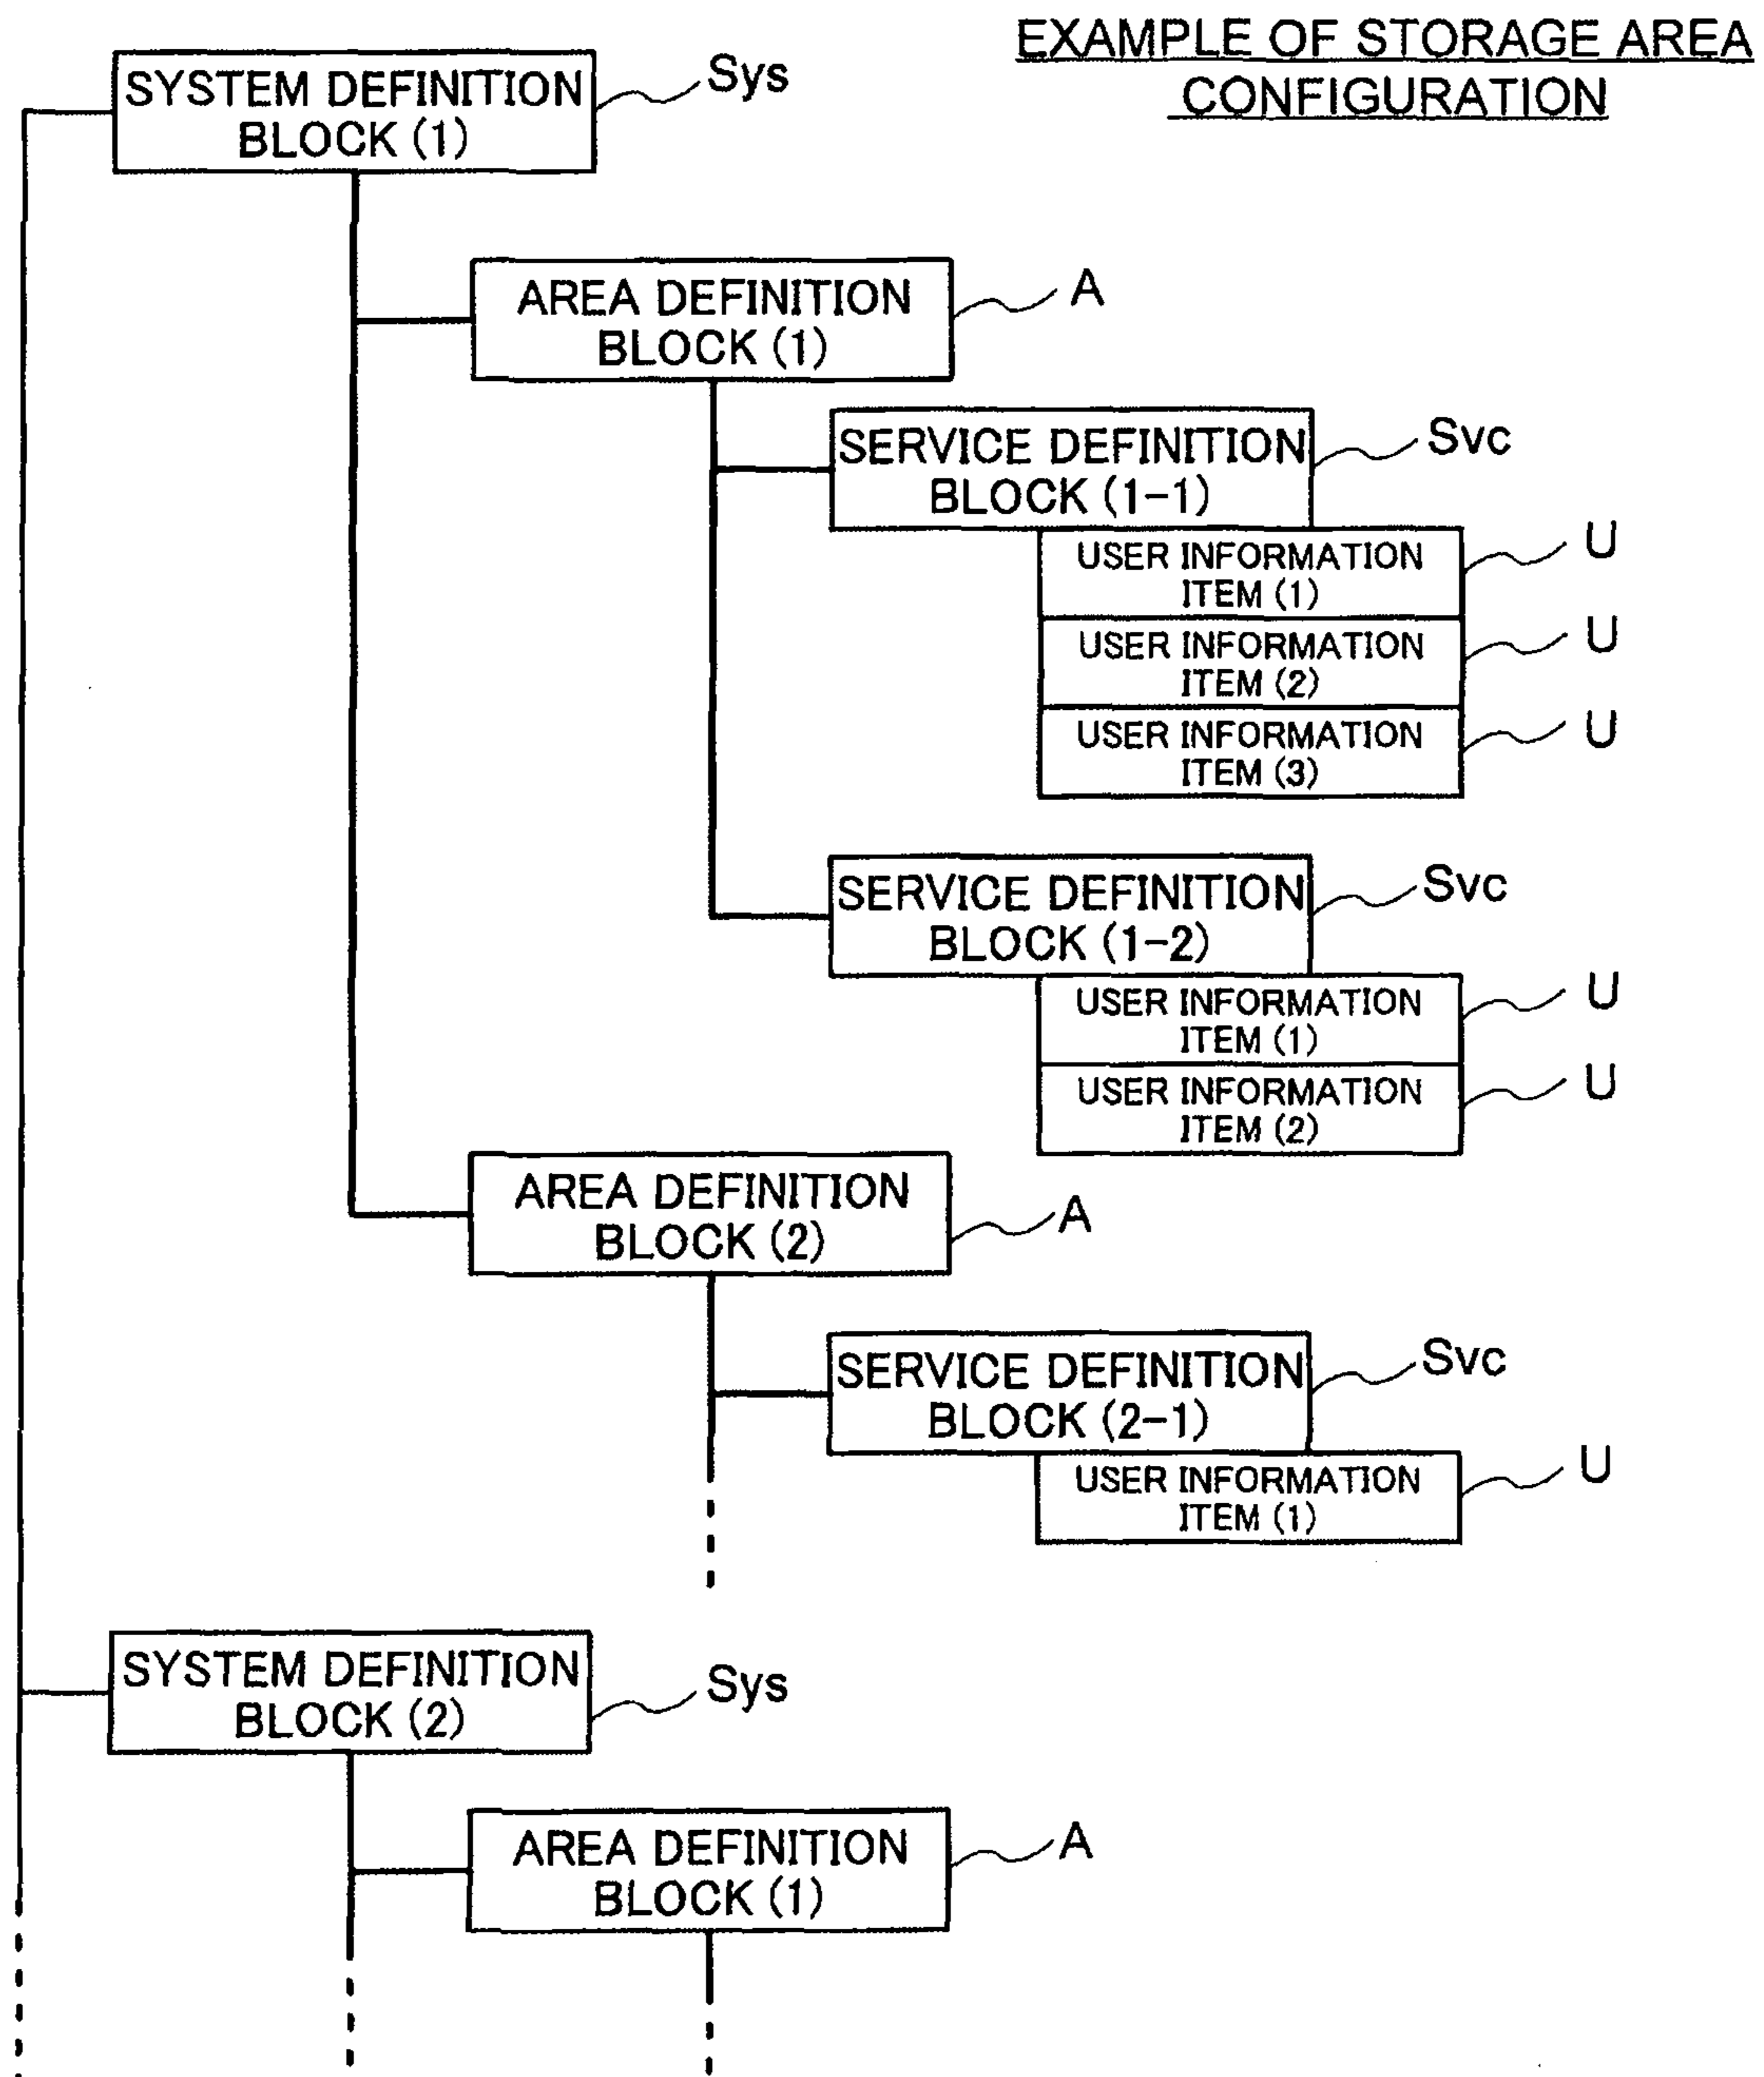 EXAMPLE OF STORAGE AREA
CONFIGURATION
SYSTEM DEFINITION
BLOCK (1)
Sys
AREA DEFINITION
BLOCK (1)
A
SERVICE DEFINITION
BLOCK (1-1)
Svc
USER INFORMATION
ITEM (1)
U
USER INFORMATION
ITEM (2)
U
USER INFORMATION
ITEM (3)
U
SERVICE DEFINITION
BLOCK (1-2)
Svc
USER INFORMATION
ITEM (1)
U
USER INFORMATION
ITEM (2)
U
AREA DEFINITION
BLOCK (2)
A
SERVICE DEFINITION
BLOCK (2-1)
Svc
USER INFORMATION
ITEM (1)
U
SYSTEM DEFINITION
BLOCK (2)
Sys
AREA DEFINITION
BLOCK (1)
A